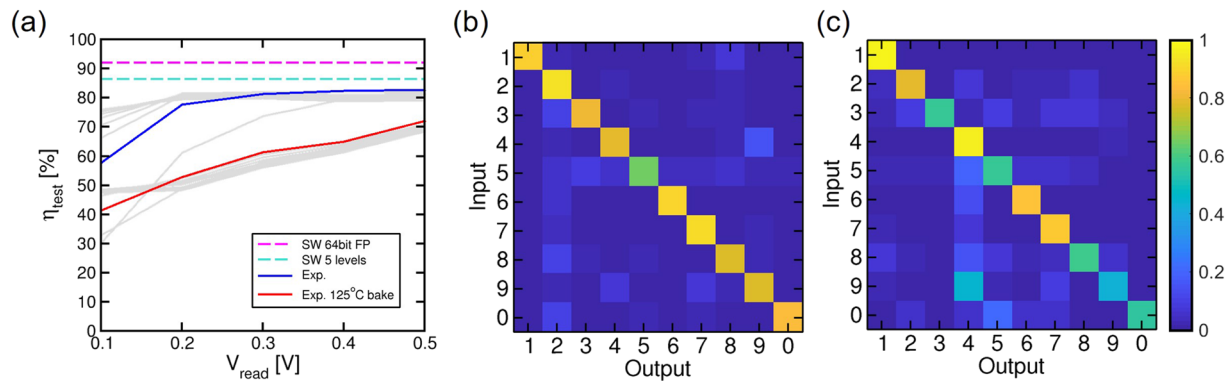 (a)
100
90
80
70
60
50
40
30
20
10
0
η_test [%]
SW 64bit FP
SW 5 levels
Exp.
Exp. 125°C bake
0.1 0.2 0.3 0.4 0.5
V_read [V]
(b)
Input
1
2
3
4
5
6
7
8
9
0
1 2 3 4 5 6 7 8 9 0
Output
(c)
Input
1
2
3
4
5
6
7
8
9
0
1 2 3 4 5 6 7 8 9 0
Output
1
0.8
0.6
0.4
0.2
0